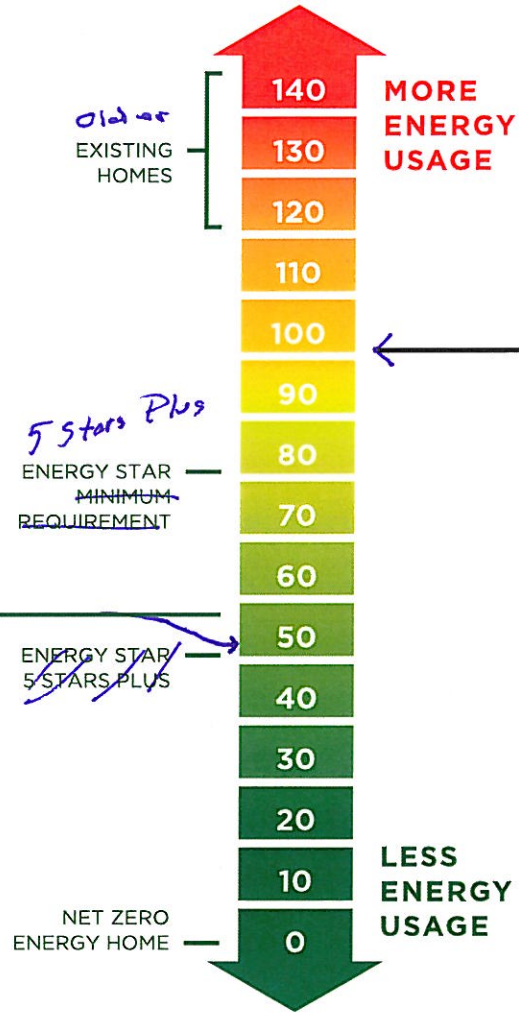 140
MORE
ENERGY
USAGE
EXISTING
HOMES
130
120
110
100
90
5 Stars Plus
80
ENERGY STAR
MINIMUM
REQUIREMENT
70
60
50
ENERGY STAR
5 STARS PLUS
40
30
20
10
LESS
ENERGY
USAGE
NET ZERO
ENERGY HOME
0